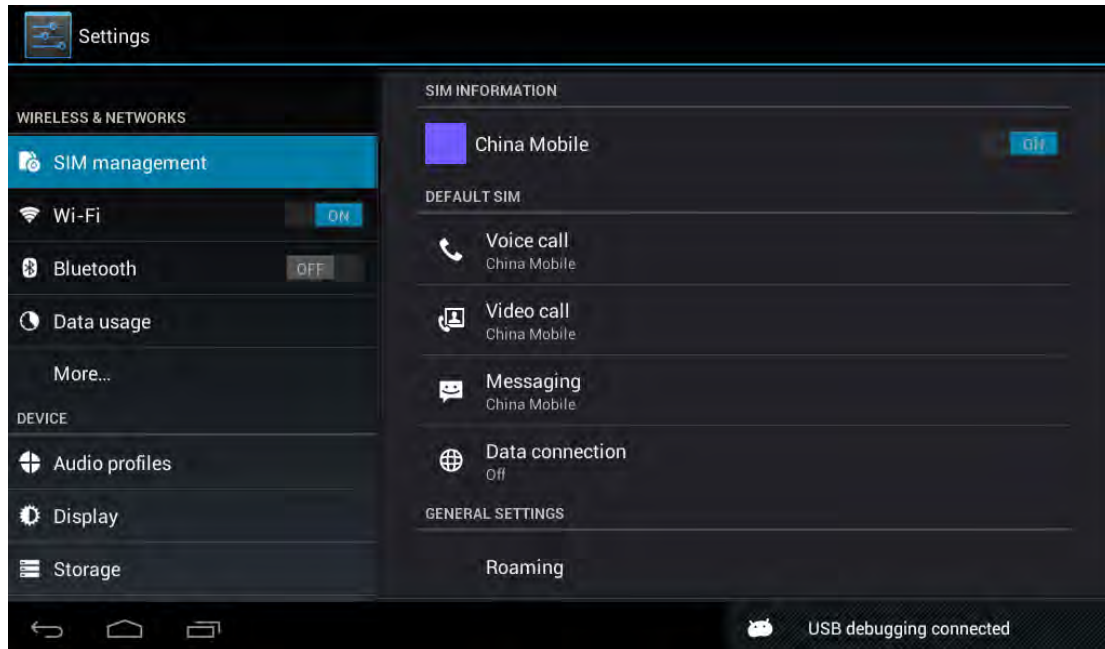 Settings
WIRELESS & NETWORKS
SIM management
Wi-Fi ON
Bluetooth OFF
Data usage
More...
DEVICE
Audio profiles
Display
Storage
SIM INFORMATION
China Mobile ON
DEFAULT SIM
Voice call
China Mobile
Video call
China Mobile
Messaging
China Mobile
Data connection
Off
GENERAL SETTINGS
Roaming
USB debugging connected